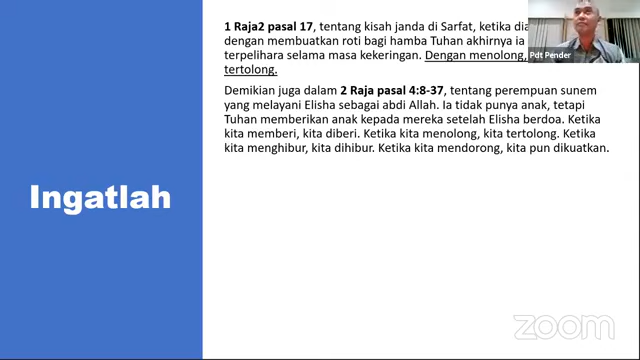 1 Raja2 pasal 17, tentang kisah janda di Sarfat, ketika dia
dengan membuatkan roti bagi hamba Tuhan akhirnya ia
terpelihara selama masa kekeringan. Dengan menolong,
tertolong.
Demikian juga dalam 2 Raja pasal 4:8-37, tentang perempuan sunem
yang melayani Elisha sebagai abdi Allah. Ia tidak punya anak, tetapi
Tuhan memberikan anak kepada mereka setelah Elisha berdoa. Ketika
kita memberi, kita diberi. Ketika kita menolong, kita tertolong. Ketika
kita menghibur, kita dihibur. Ketika kita mendorong, kita pun dikuatkan.
Ingatlah
Pdt Pender
zoom